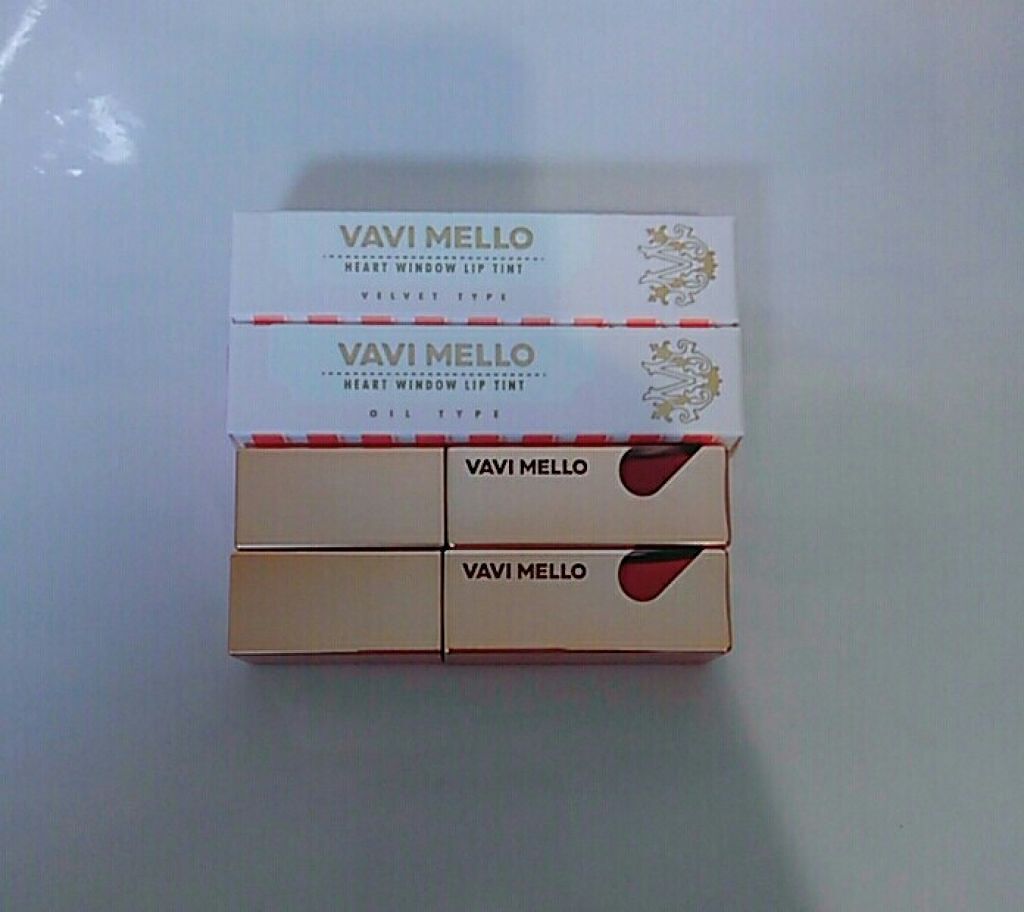 VAVI MELLO
HEART WINDOW LIP TINT
VELVET TYPE
VAVI MELLO
HEART WINDOW LIP TINT
OIL TYPE
VAVI MELLO
VAVI MELLO